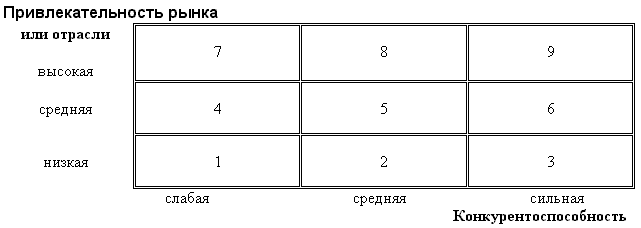 Привлекательность рынка
или отрасли
7 8 9
высокая
средняя 4 5 6
низкая 1 2 3
слабая средняя сильная
Конкурентоспособность